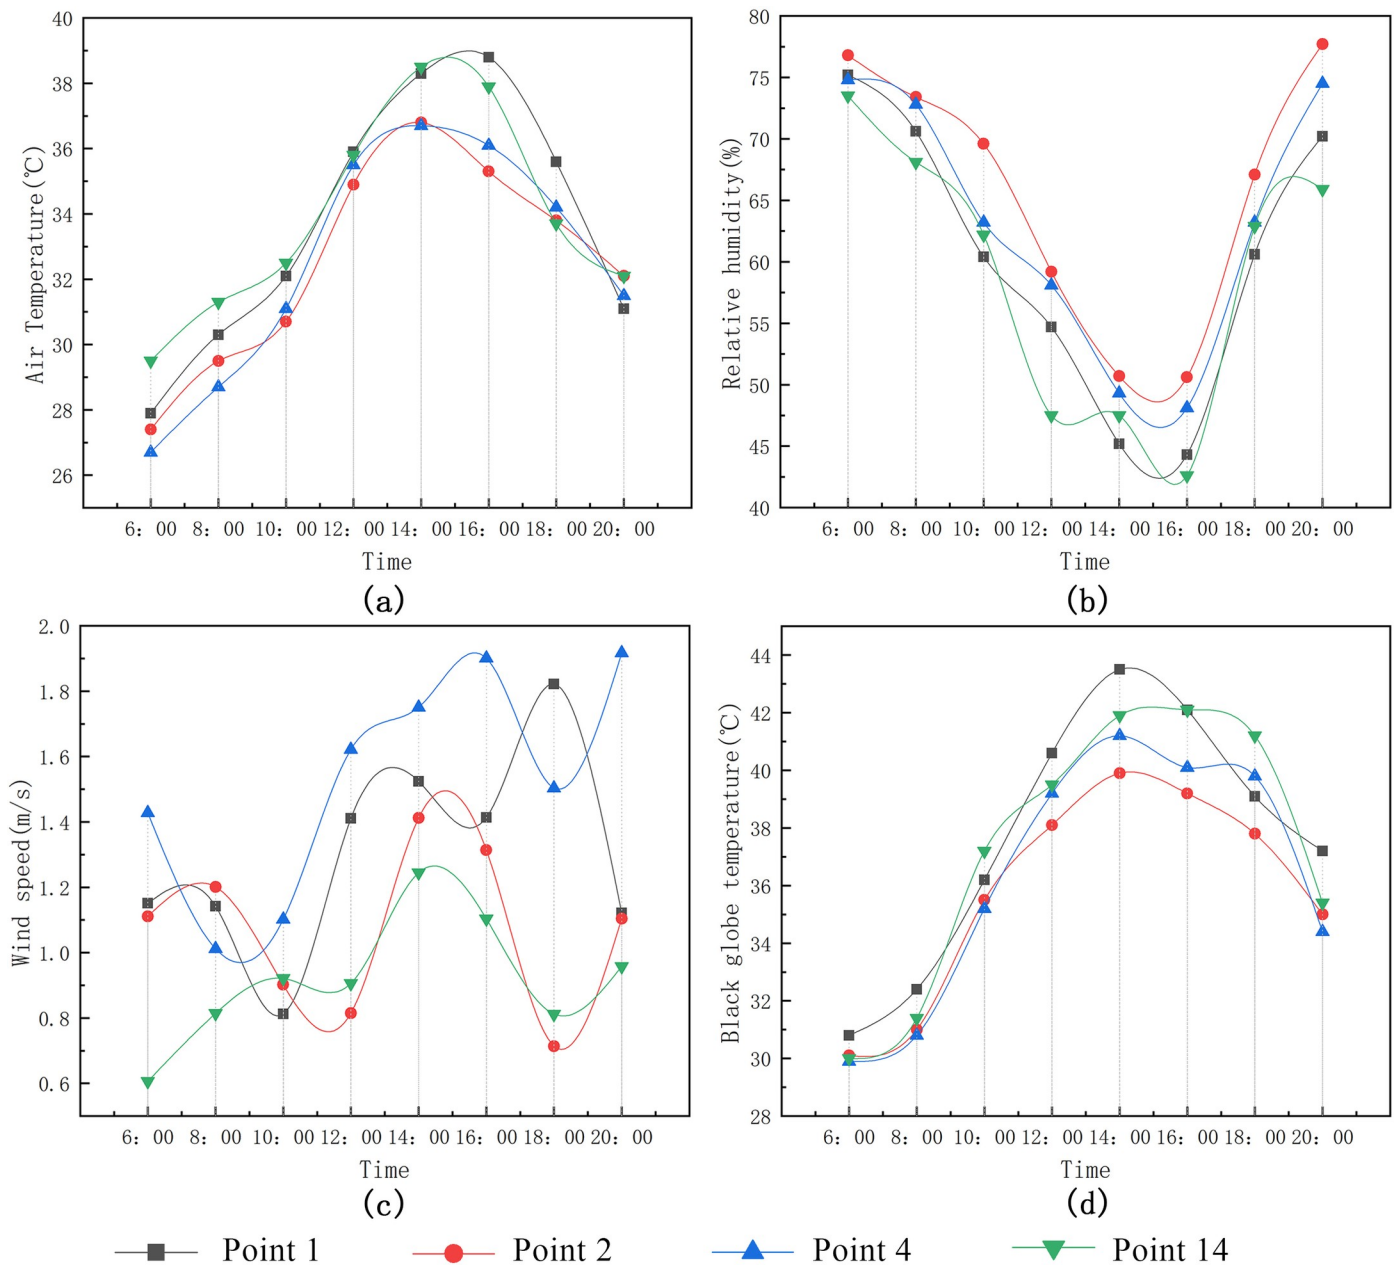 40
38
36
34
32
30
28
26
Air Temperature(℃)
6: 00 8: 00 10: 00 12: 00 14: 00 16: 00 18: 00 20: 00
Time
(a)
80
75
70
65
60
55
50
45
40
Relative humidity(%)
6: 00 8: 00 10: 00 12: 00 14: 00 16: 00 18: 00 20: 00
Time
(b)
2.0
1.8
1.6
1.4
1.2
1.0
0.8
0.6
Wind speed(m/s)
6: 00 8: 00 10: 00 12: 00 14: 00 16: 00 18: 00 20: 00
Time
(c)
44
42
40
38
36
34
32
30
28
Black globe temperature(℃)
6: 00 8: 00 10: 00 12: 00 14: 00 16: 00 18: 00 20: 00
Time
(d)
Point 1 Point 2 Point 4 Point 14